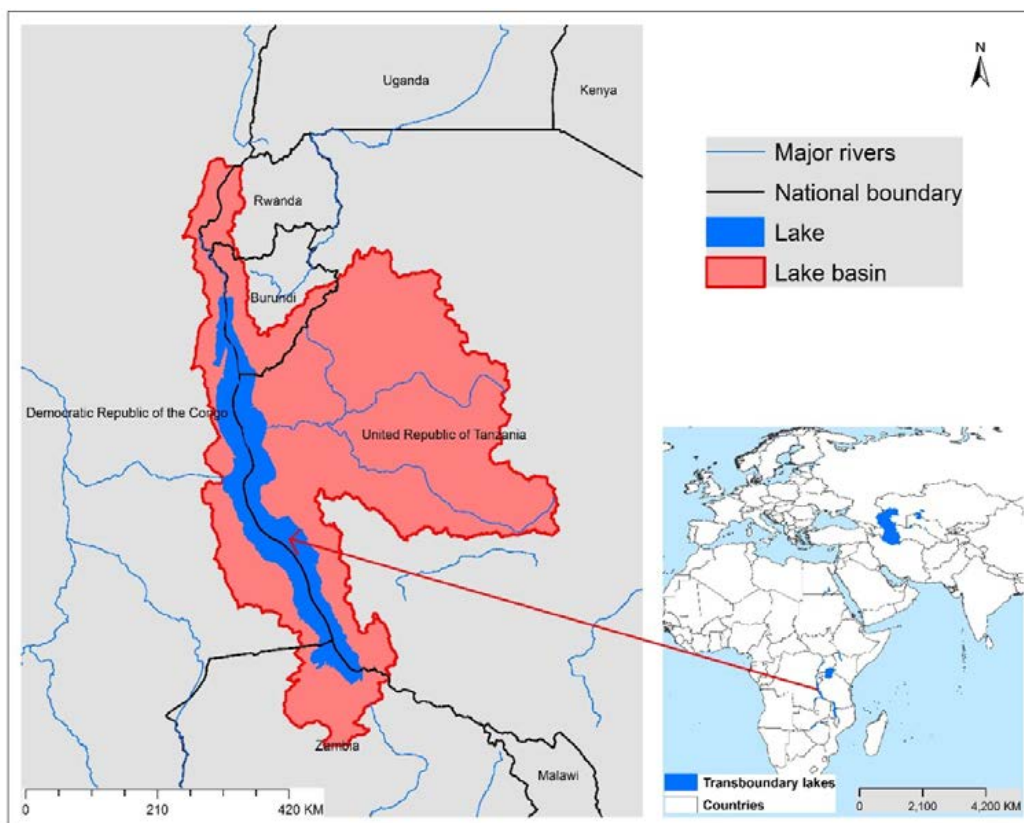 Uganda
Kenya
N
Major rivers
National boundary
Lake
Lake basin
Rwanda
Burundi
Democratic Republic of the Congo
United Republic of Tanzania
Zambia
Malawi
0 210 420 KM
Transboundary lakes
Countries
0 2,100 4,200 KM